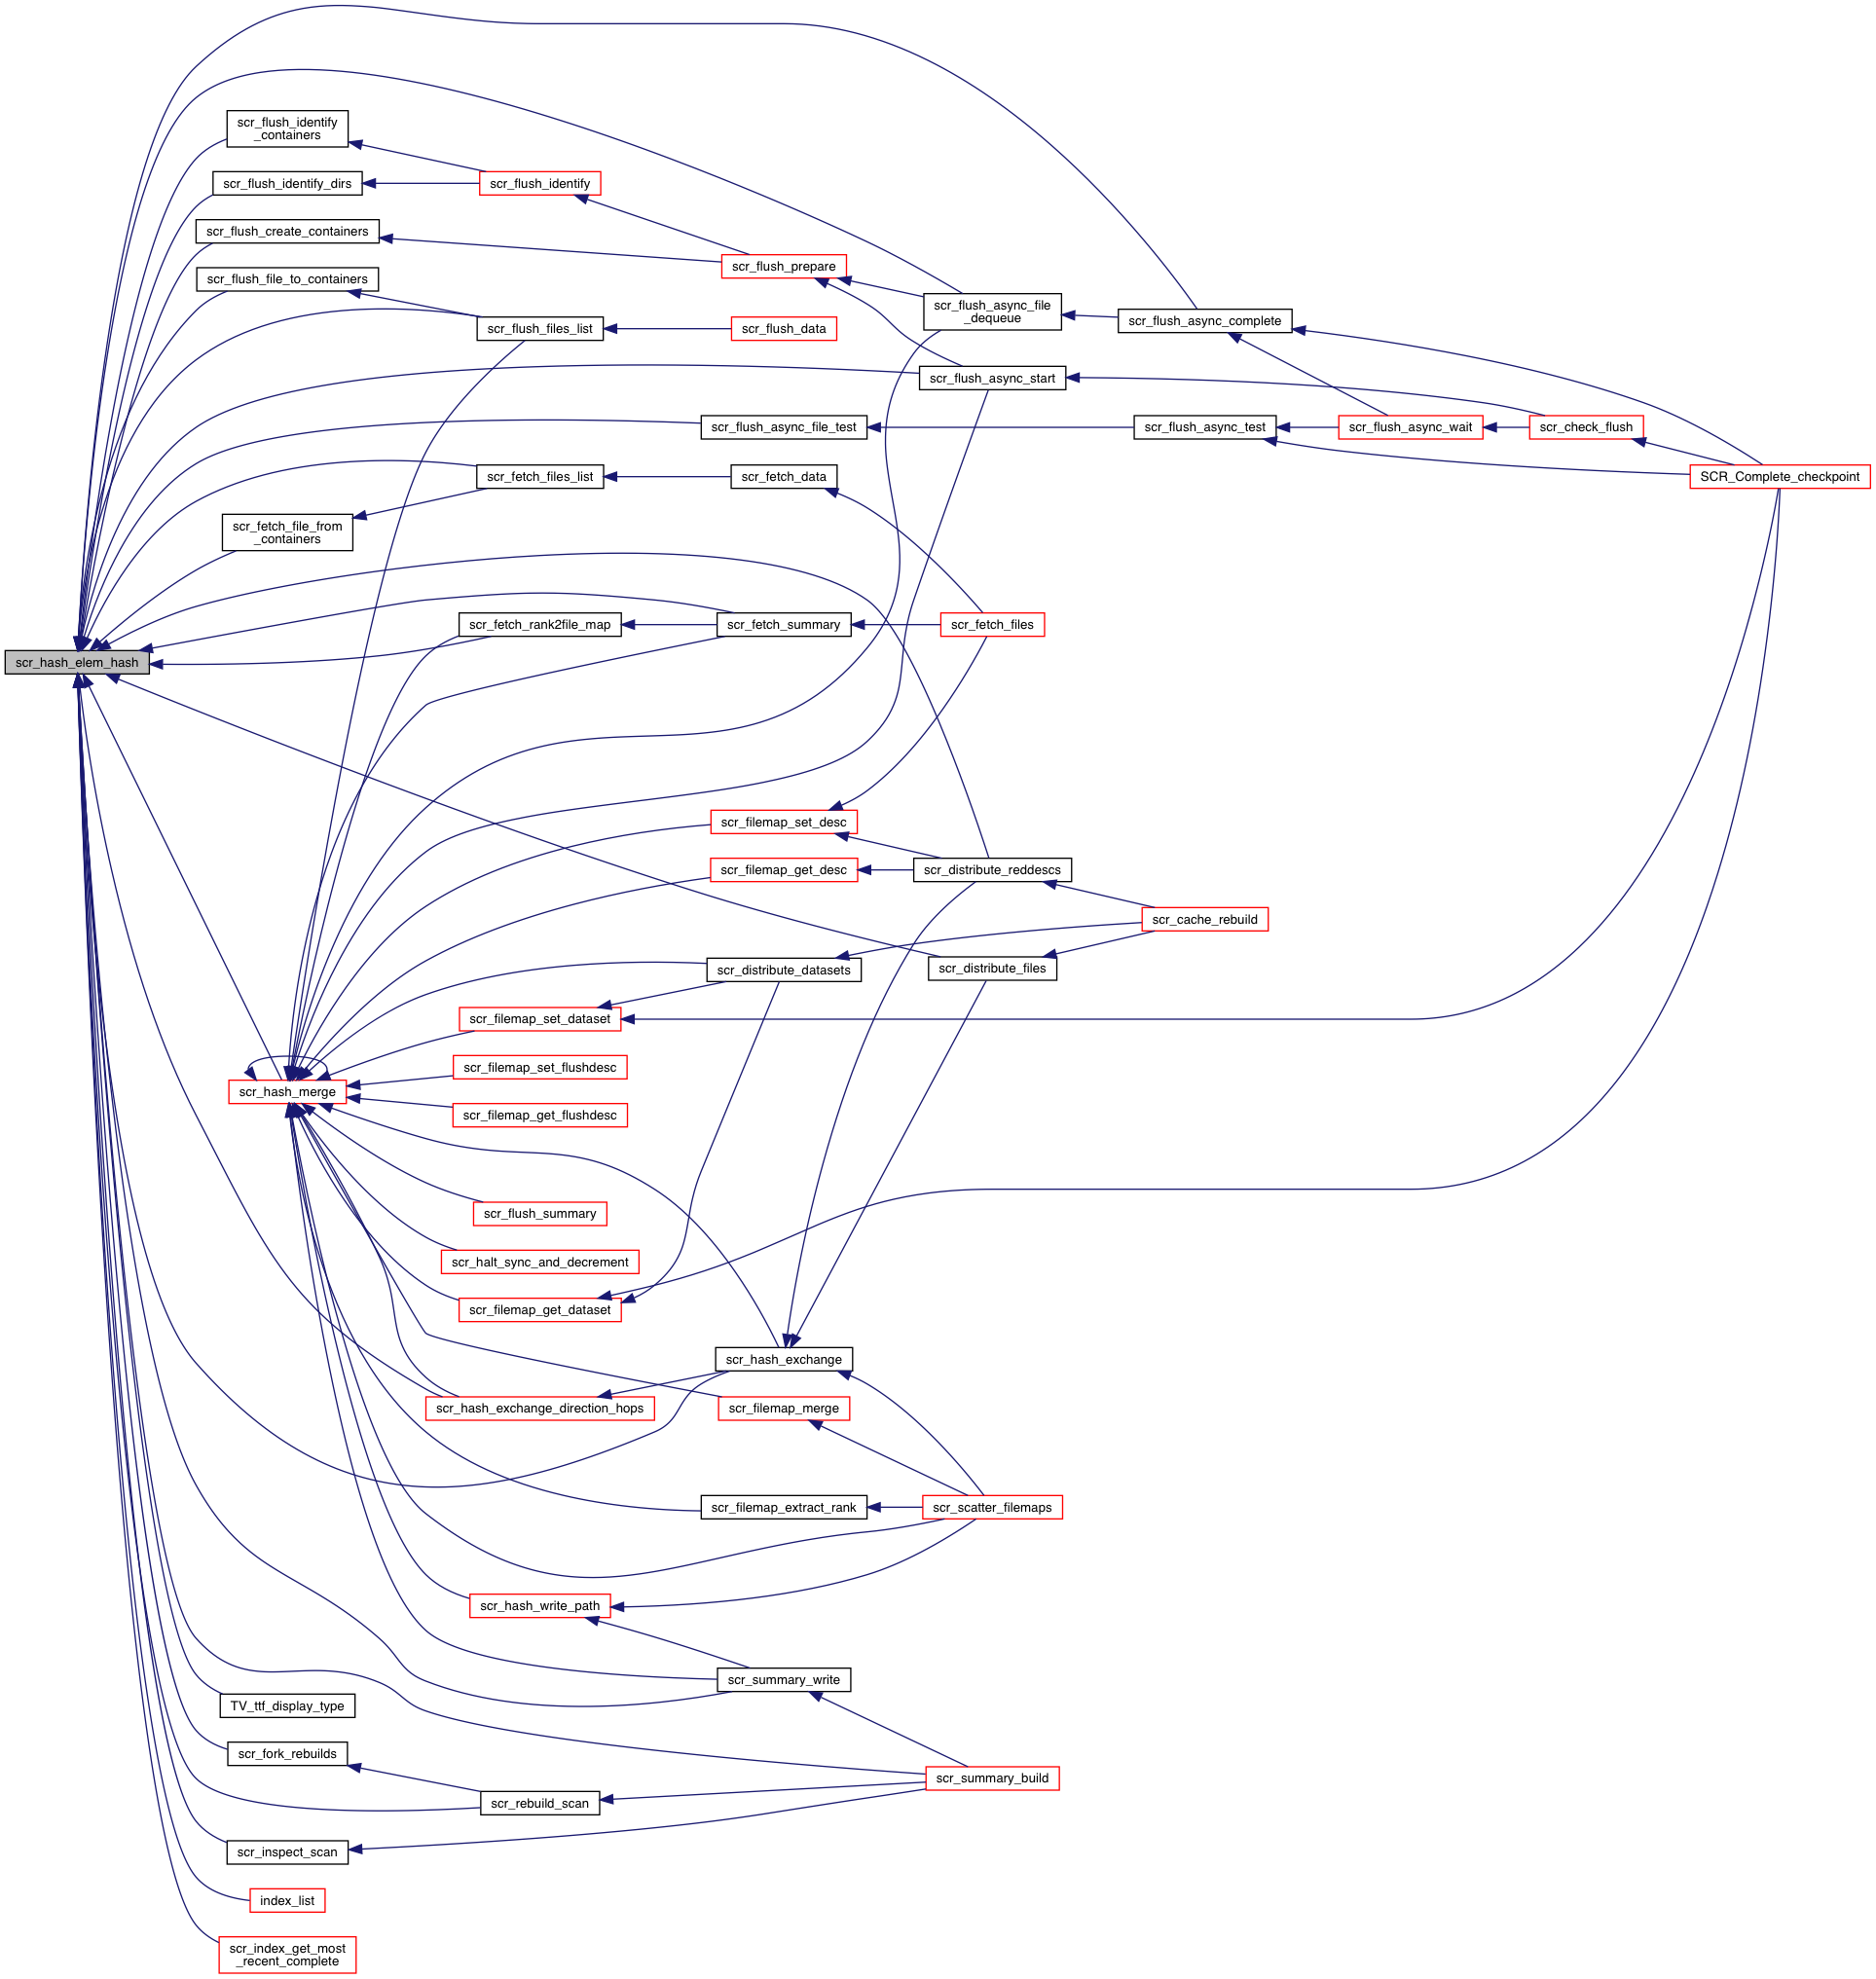 scr_flush_identify
_containers
scr_flush_identify_dirs
scr_flush_identify
scr_flush_create_containers
scr_flush_prepare
scr_flush_file_to_containers
scr_flush_async_file
_dequeue
scr_flush_files_list
scr_flush_data
scr_flush_async_complete
scr_flush_async_start
scr_flush_async_file_test
scr_flush_async_test
scr_flush_async_wait
scr_check_flush
scr_fetch_files_list
scr_fetch_data
SCR_Complete_checkpoint
scr_fetch_file_from
_containers
scr_fetch_rank2file_map
scr_fetch_summary
scr_fetch_files
scr_hash_elem_hash
scr_filemap_set_desc
scr_filemap_get_desc
scr_distribute_reddescs
scr_cache_rebuild
scr_distribute_datasets
scr_distribute_files
scr_filemap_set_dataset
scr_filemap_set_flushdesc
scr_hash_merge
scr_filemap_get_flushdesc
scr_flush_summary
scr_halt_sync_and_decrement
scr_filemap_get_dataset
scr_hash_exchange
scr_hash_exchange_direction_hops
scr_filemap_merge
scr_filemap_extract_rank
scr_scatter_filemaps
scr_hash_write_path
scr_summary_write
TV_ttf_display_type
scr_fork_rebuilds
scr_summary_build
scr_rebuild_scan
scr_inspect_scan
index_list
scr_index_get_most
_recent_complete